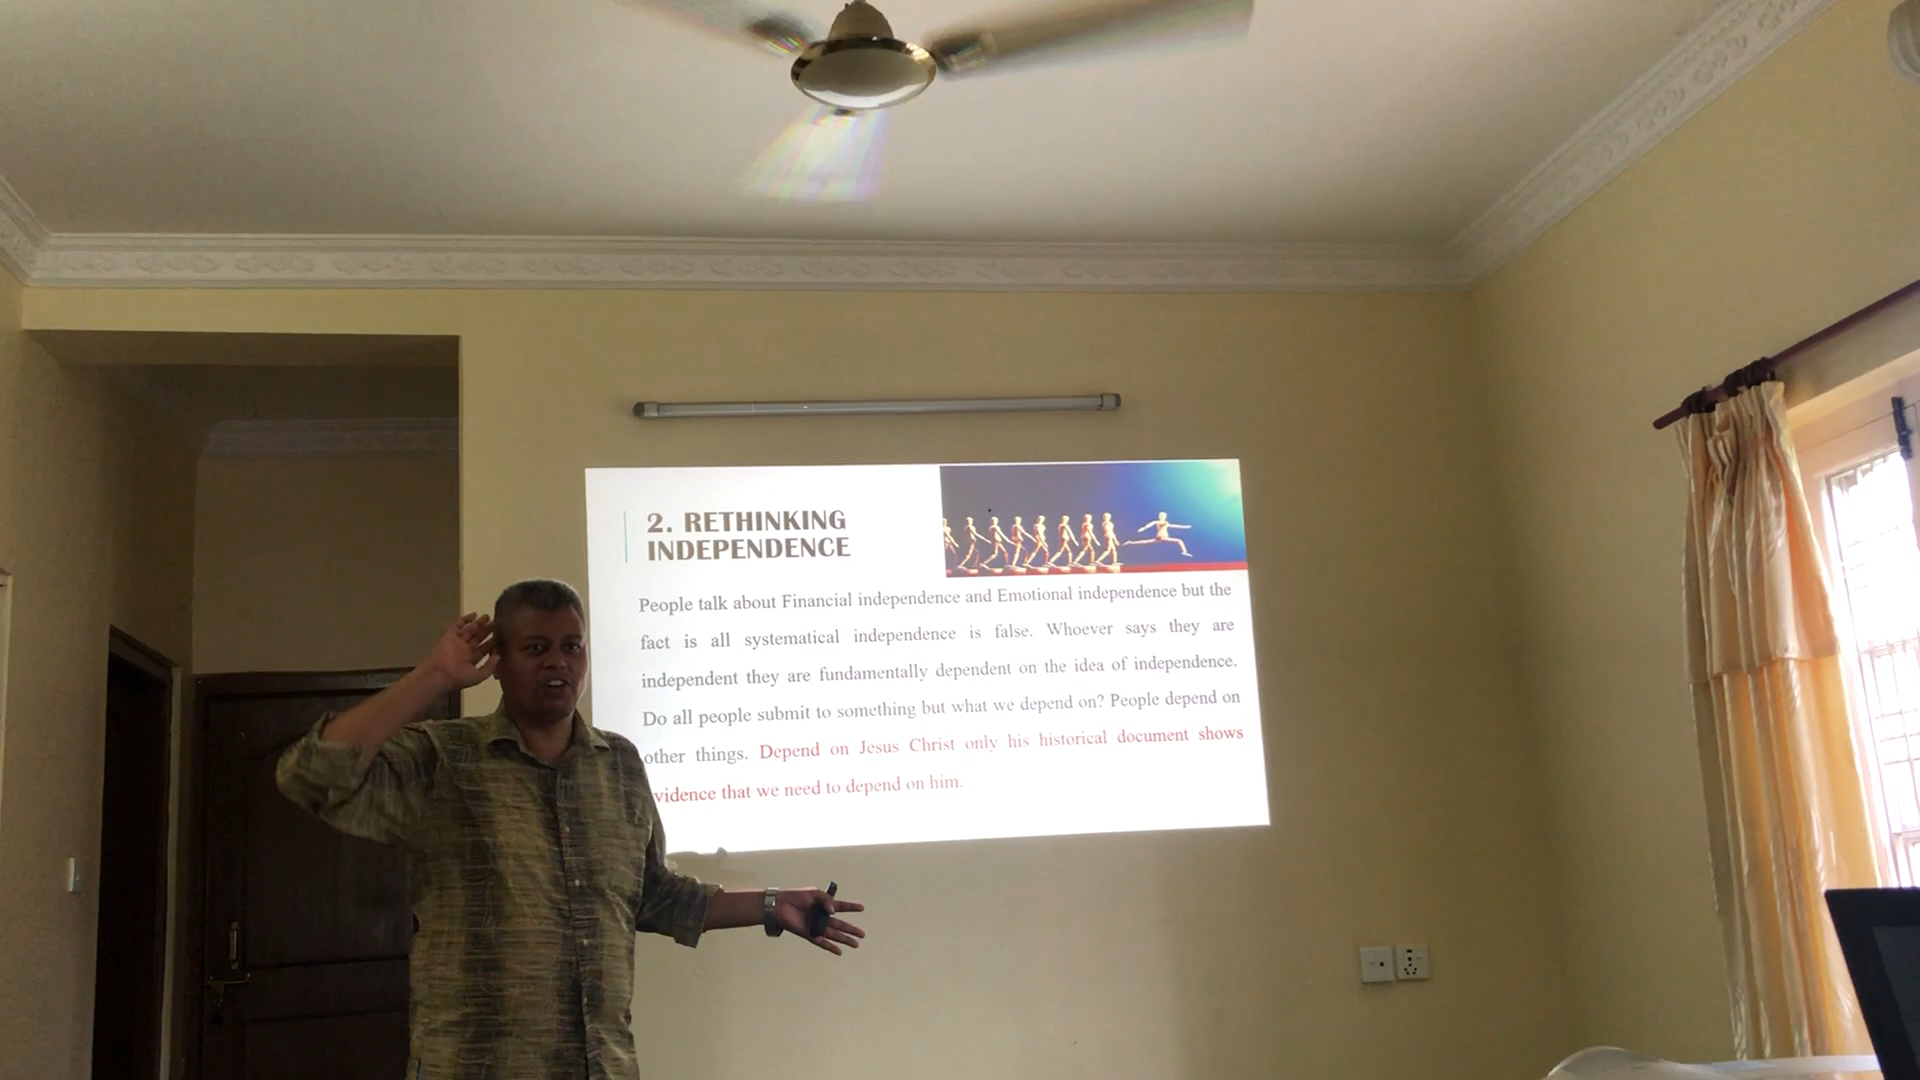 2. RETHINKING
INDEPENDENCE
People talk about Financial independence and Emotional independence but the
fact is all systematical independence is false. Whoever says they are
independent they are fundamentally dependent on the idea of independence.
Do all people submit to something but what we depend on? People depend on
other things. Depend on Jesus Christ only his historical document shows
vidence that we need to depend on him.